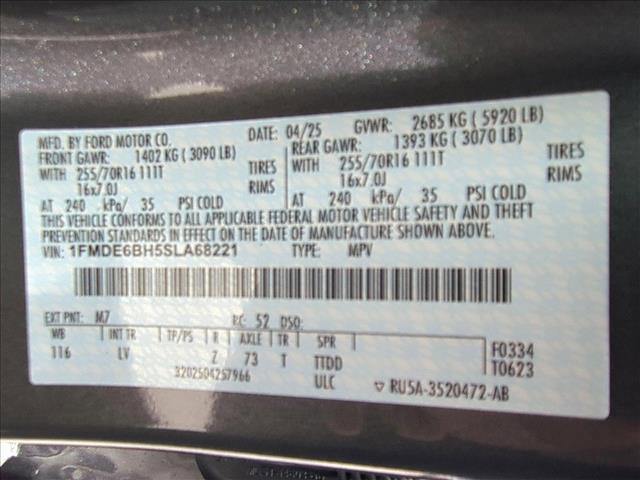 MFD. BY FORD MOTOR CO. DATE: 04/25 GVWR: 2685 KG ( 5920 LB)
FRONT GAWR: 1402 KG ( 3090 LB) REAR GAWR: 1393 KG ( 3070 LB)
WITH 255/70R16 111T TIRES WITH 255/70R16 111T TIRES
16x7.0J RIMS 16x7.0J RIMS
AT 240 kPa/ 35 PSI COLD AT 240 kPa/ 35 PSI COLD
THIS VEHICLE CONFORMS TO ALL APPLICABLE FEDERAL MOTOR VEHICLE SAFETY AND THEFT
PREVENTION STANDARDS IN EFFECT ON THE DATE OF MANUFACTURE SHOWN ABOVE.
VIN: 1FMDE6BH5SLA68221 TYPE: MPV
EXT PNT: M7 RC: 52 DSO:
WB INT TR TP/PS R AXLE TR SPR F0334
116 LV Z 73 T TTDD T0623
3202504257966 ULC RU5A-3520472-AB